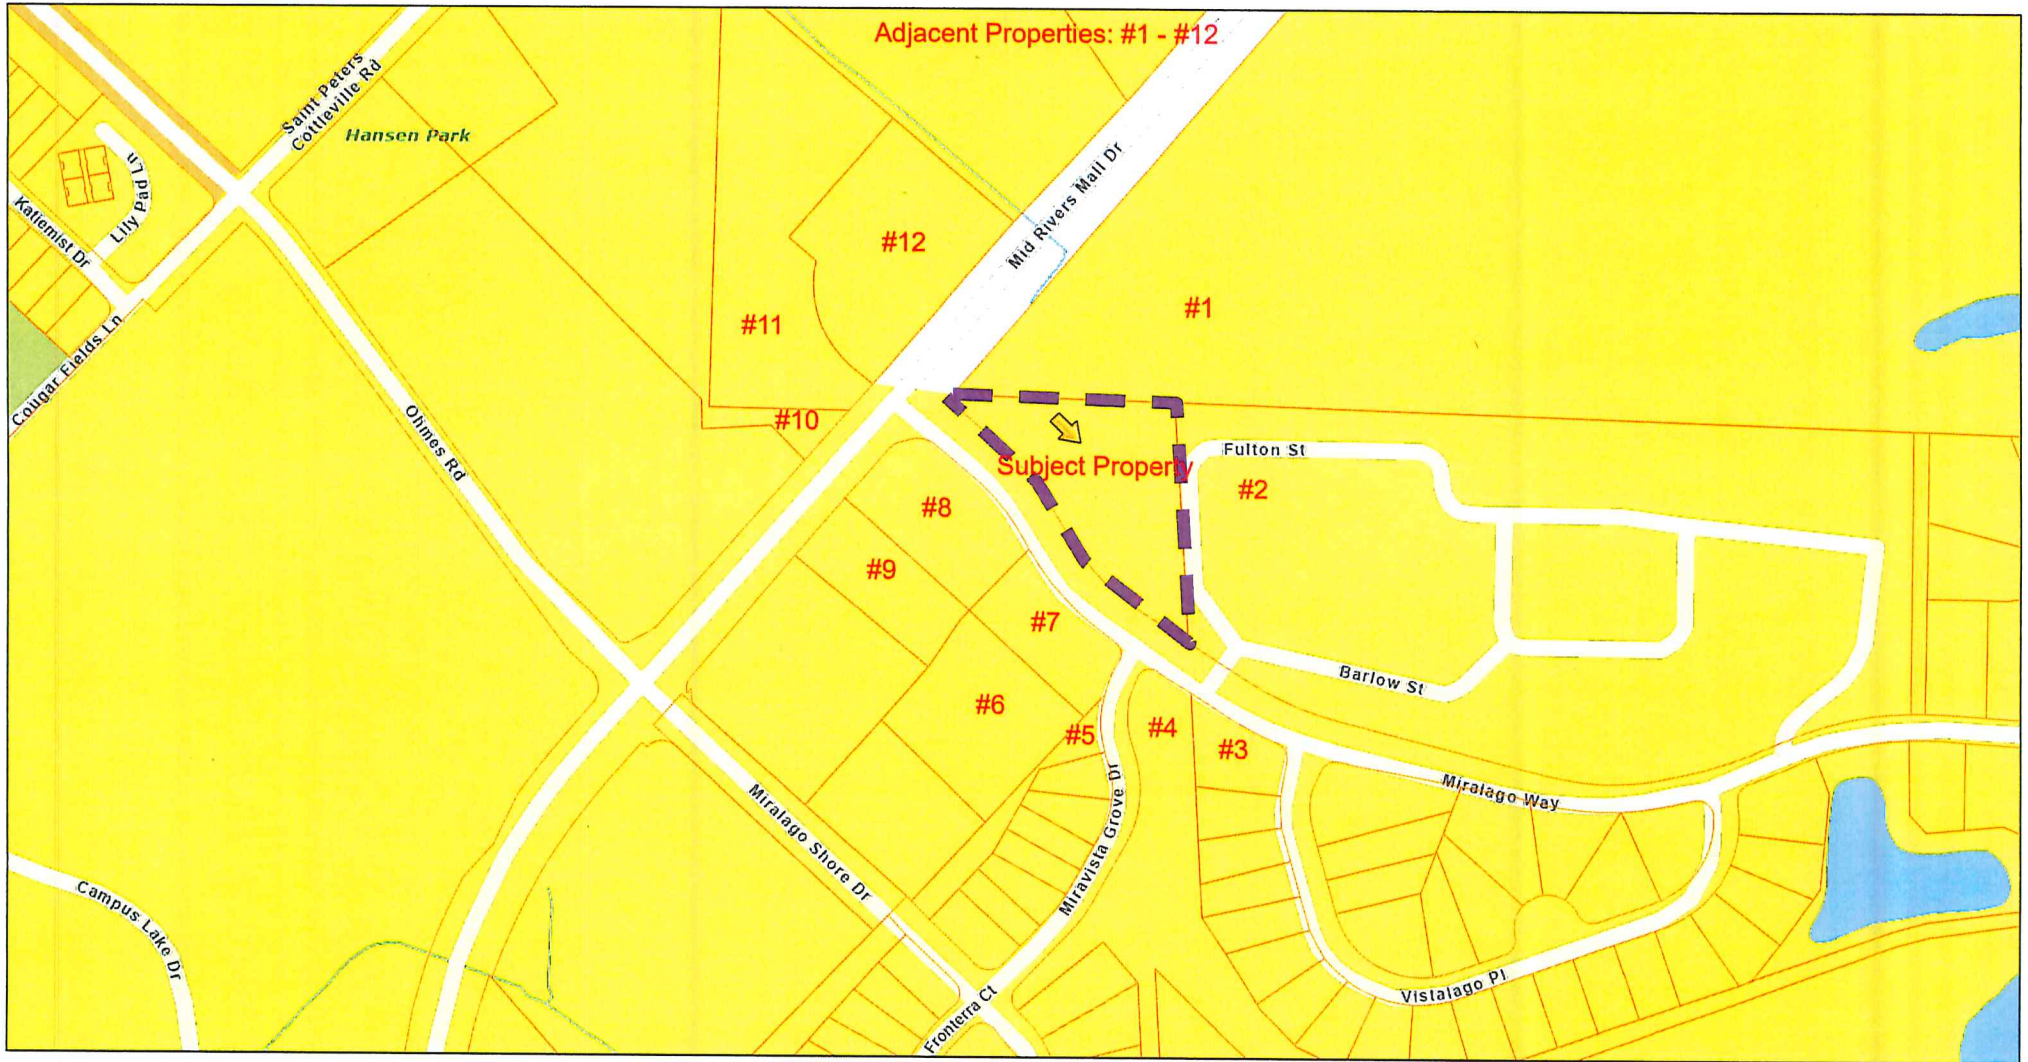 Adjacent Properties: #1 - #12
Saint Peters
Cottleville Rd
Hansen Park
Lily Pad Ln
Katiemist Dr
Cougar Fields Ln
Mid Rivers Mall Dr
#12
#11
#1
#10
Ohmes Rd
Subject Property
Fulton St
#2
#8
#9
#7
#6
#5
#4
#3
Barlow St
Miralago Way
Miralago Shore Dr
Miravista Grove Dr
Campus Lake Dr
Vistalago Pl
Fronterra Ct